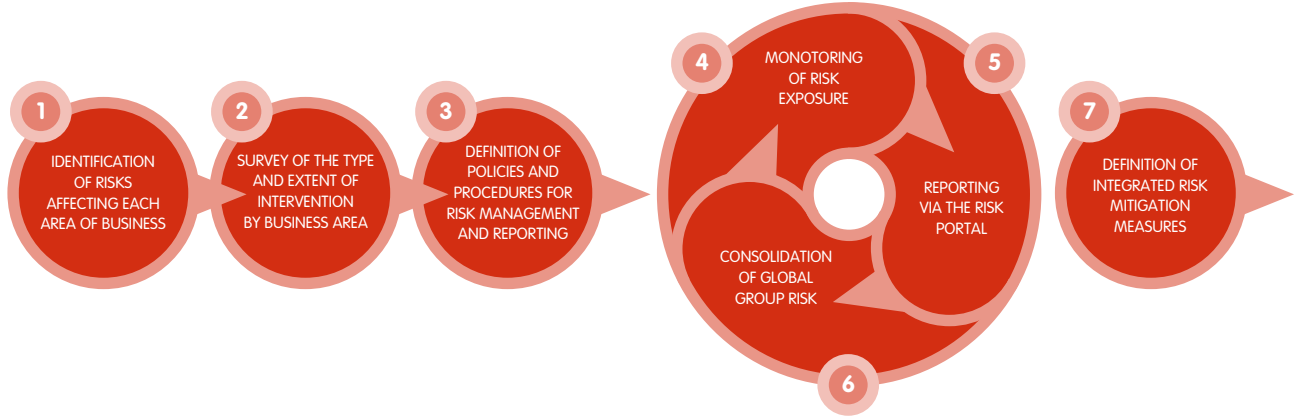 1
IDENTIFICATION
OF RISKS
AFFECTING EACH
AREA OF BUSINESS
2
SURVEY OF THE TYPE
AND EXTENT OF
INTERVENTION
BY BUSINESS AREA
3
DEFINITION OF
POLICIES AND
PROCEDURES FOR
RISK MANAGEMENT
AND REPORTING
4
MONOTORING
OF RISK
EXPOSURE
5
REPORTING
VIA THE RISK
PORTAL
6
CONSOLIDATION
OF GLOBAL
GROUP RISK
7
DEFINITION OF
INTEGRATED RISK
MITIGATION
MEASURES